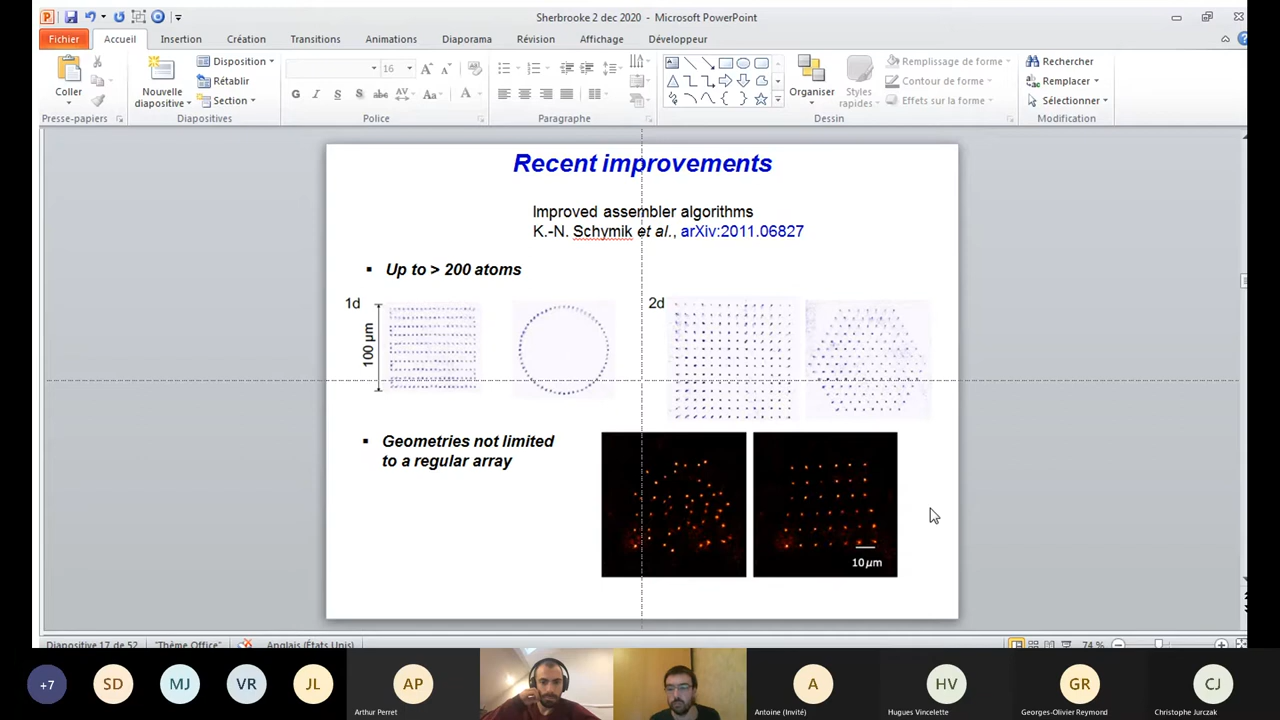 Sherbrooke 2 dec 2020 - Microsoft PowerPoint
Fichier Accueil Insertion Création Transitions Animations Diaporama Révision Affichage Développeur
Coller
Presse-papiers
Nouvelle diapositive
Disposition
Rétablir
Section
Diapositives
16
Police
Paragraphe
Organiser
Styles rapides
Remplissage de forme
Contour de forme
Effets sur la forme
Dessin
Rechercher
Remplacer
Sélectionner
Modification
Recent improvements
Improved assembler algorithms
K.-N. Schymik et al., arXiv:2011.06827
▪ Up to > 200 atoms
1d
100 µm
2d
▪ Geometries not limited
to a regular array
10 µm
Diapositive 17 de 52 "Thème Office" Anglais (États Unis) 74 %
+7 SD MJ VR JL AP A HV GR CJ
Arthur Perret Antoine (Invité) Hugues Vincelette Georges-Olivier Reymond Christophe Jurczak